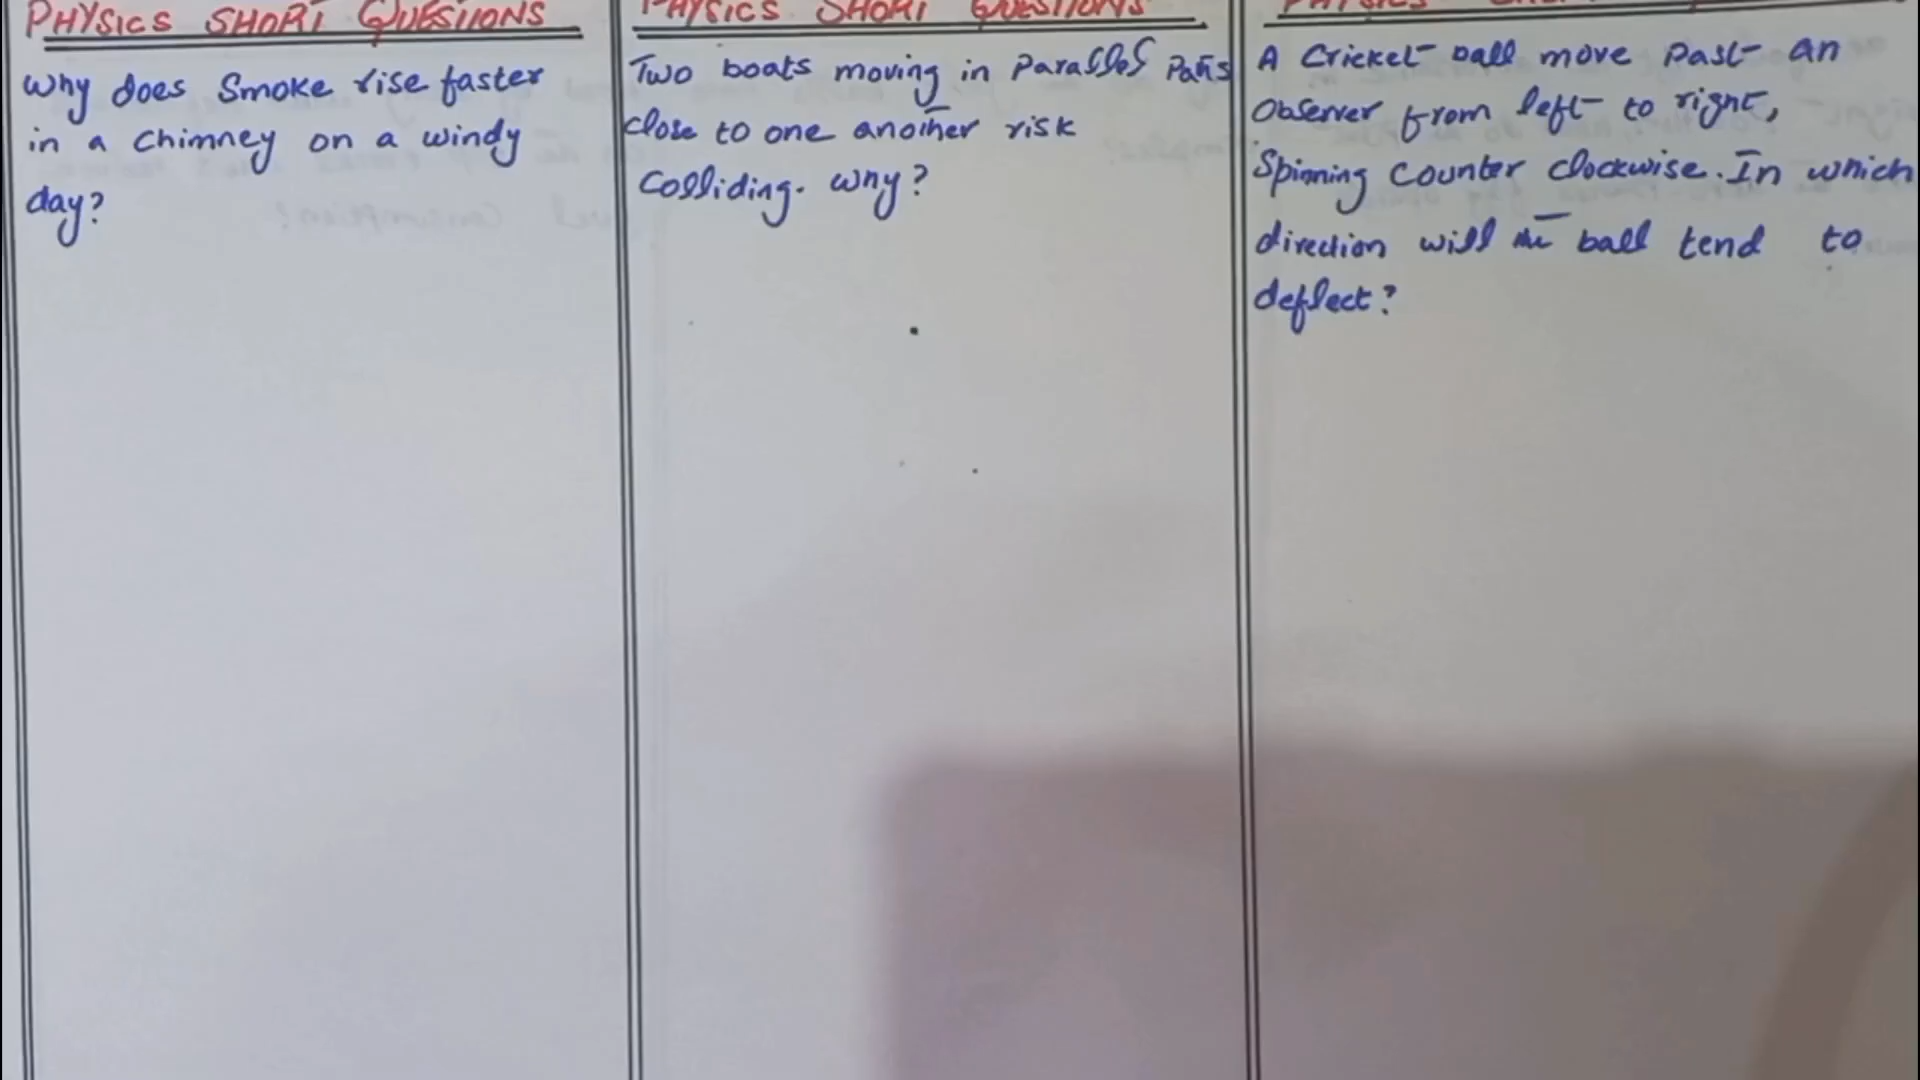 PHYSICS SHORT QUESTIONS
Why does Smoke rise faster
in a chimney on a windy
day?
PHYSICS SHORT QUESTIONS
Two boats moving in Parallel Paths
close to one another risk
Colliding. Why?
A Cricket ball move Past an
Observer from left to right,
Spinning Counter clockwise. In which
direction will the ball tend to
deflect?